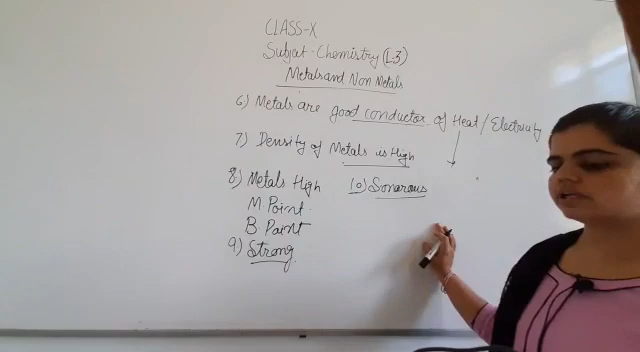 CLASS-X
Subject-Chemistry (L3)
Metals and Non Metals
6) Metals are good conductor of Heat/Electricity
7) Density of Metals is High
8) Metals High
M. Point.
B. Point
9) Strong
10) Sonorous